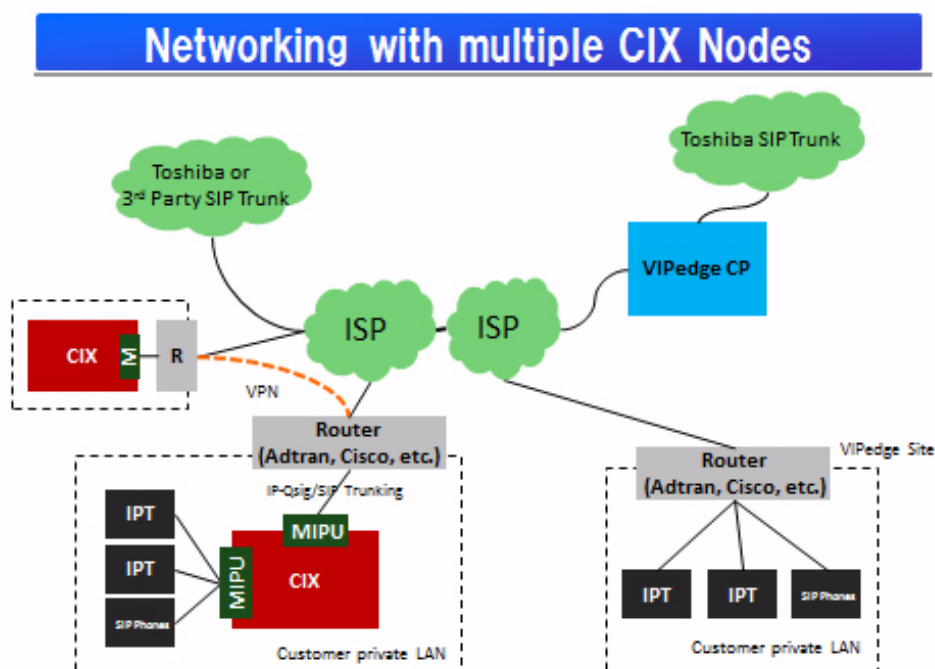 Networking with multiple CIX Nodes
Toshiba SIP Trunk
Toshiba or
3rd Party SIP Trunk
VIPedge CP
ISP
ISP
CIX
M
R
VPN
Router
(Adtran, Cisco, etc.)
VIPedge Site
Router
(Adtran, Cisco, etc.)
IP-Qsig/SIP Trunking
IPT
MIPU
IPT
MIPU
CIX
SIP Phones
IPT
IPT
SIP Phones
Customer private LAN
Customer private LAN